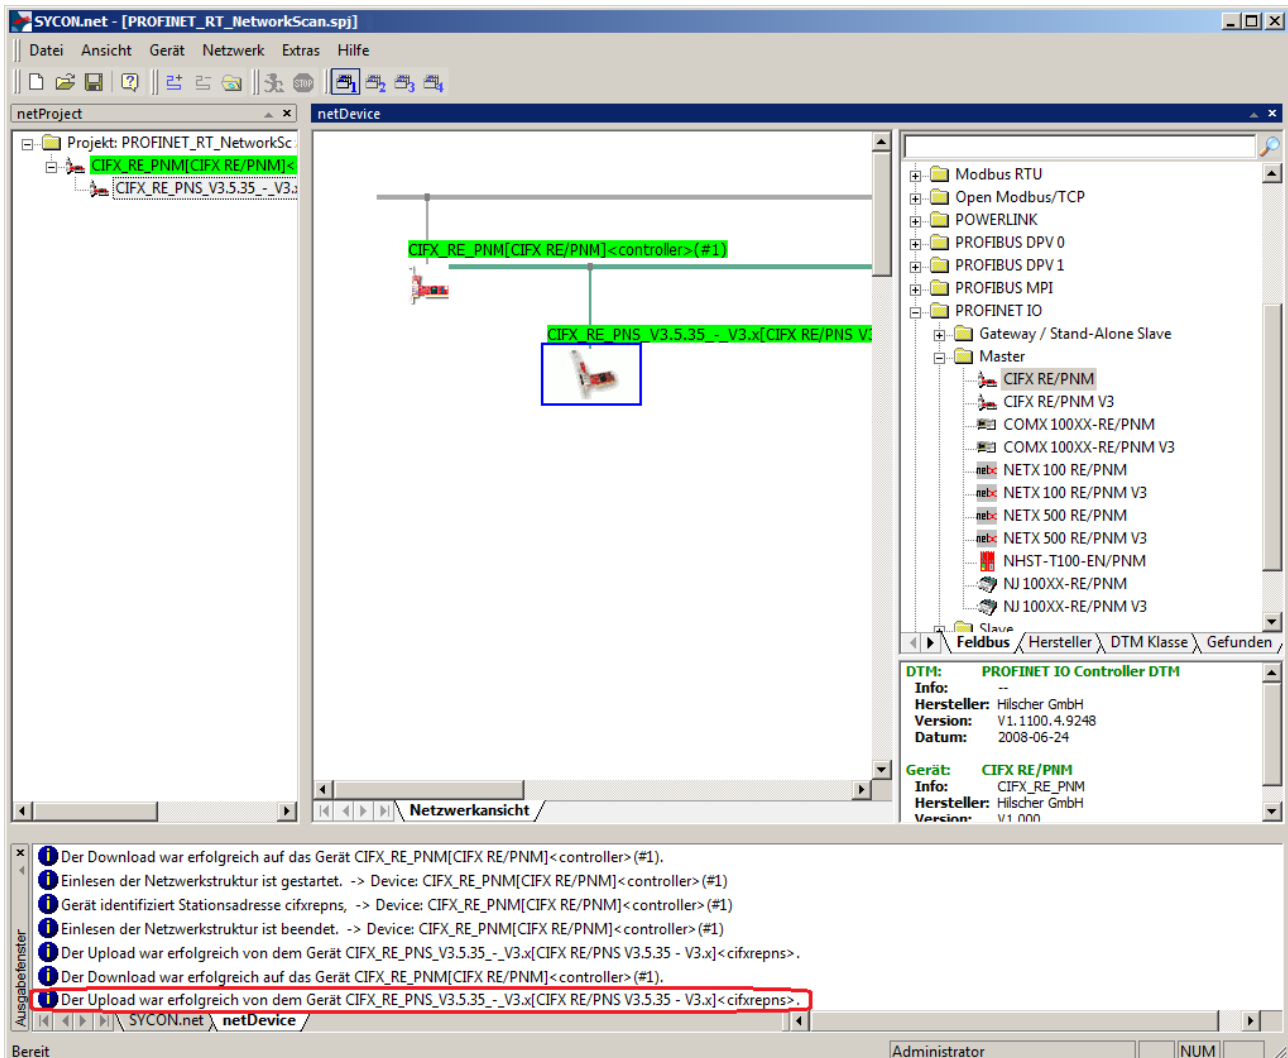 SYCON.net - [PROFINET_RT_NetworkScan.spj]
Datei Ansicht Gerät Netzwerk Extras Hilfe
netProject
Projekt: PROFINET_RT_NetworkSc
CIFX_RE_PNM[CIFX RE/PNM]<
CIFX_RE_PNS_V3.5.35_-_V3.
netDevice
CIFX_RE_PNM[CIFX RE/PNM]<controller>(#1)
CIFX_RE_PNS_V3.5.35_-_V3.x[CIFX RE/PNS V3
Netzwerkansicht
Modbus RTU
Open Modbus/TCP
POWERLINK
PROFIBUS DPV0
PROFIBUS DPV1
PROFIBUS MPI
PROFINET IO
Gateway / Stand-Alone Slave
Master
CIFX RE/PNM
CIFX RE/PNM V3
COMX 100XX-RE/PNM
COMX 100XX-RE/PNM V3
NETX 100 RE/PNM
NETX 100 RE/PNM V3
NETX 500 RE/PNM
NETX 500 RE/PNM V3
NHST-T100-EN/PNM
NJ 100XX-RE/PNM
NJ 100XX-RE/PNM V3
Slave
Feldbus Hersteller DTM Klasse Gefunden
DTM: PROFINET IO Controller DTM
Info: --
Hersteller: Hilscher GmbH
Version: V1.1100.4.9248
Datum: 2008-06-24
Gerät: CIFX RE/PNM
Info: CIFX_RE_PNM
Hersteller: Hilscher GmbH
Version: V1.000
Ausgabefenster
Der Download war erfolgreich auf das Gerät CIFX_RE_PNM[CIFX RE/PNM]<controller>(#1).
Einlesen der Netzwerkstruktur ist gestartet. -> Device: CIFX_RE_PNM[CIFX RE/PNM]<controller>(#1)
Gerät identifiziert Stationsadresse cifxrepns, -> Device: CIFX_RE_PNM[CIFX RE/PNM]<controller>(#1)
Einlesen der Netzwerkstruktur ist beendet. -> Device: CIFX_RE_PNM[CIFX RE/PNM]<controller>(#1)
Der Upload war erfolgreich von dem Gerät CIFX_RE_PNS_V3.5.35_-_V3.x[CIFX RE/PNS V3.5.35 - V3.x]<cifxrepns>.
Der Download war erfolgreich auf das Gerät CIFX_RE_PNM[CIFX RE/PNM]<controller>(#1).
Der Upload war erfolgreich von dem Gerät CIFX_RE_PNS_V3.5.35_-_V3.x[CIFX RE/PNS V3.5.35 - V3.x]<cifxrepns>.
SYCON.net netDevice
Bereit Administrator NUM